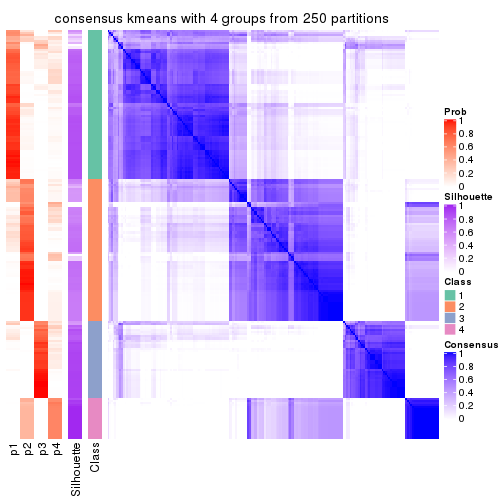 consensus kmeans with 4 groups from 250 partitions
Prob
1
0.8
0.6
0.4
0.2
0
Silhouette
1
0.8
0.6
0.4
0.2
0
Class
1
2
3
4
Consensus
1
0.8
0.6
0.4
0.2
0
p1
p2
p3
p4
Silhouette
Class